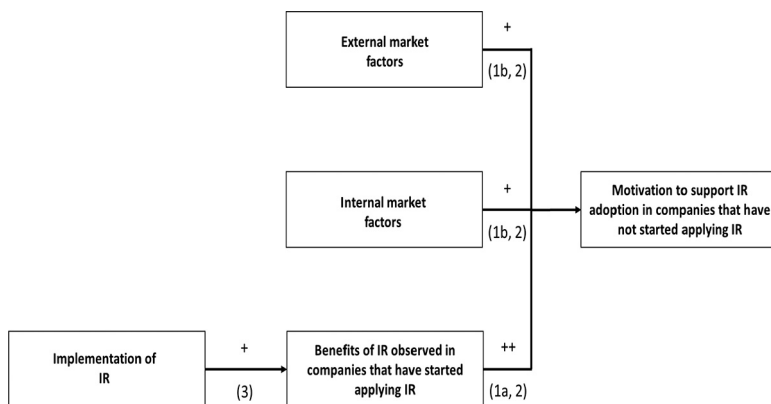 External market
factors
+
(1b, 2)
Internal market
factors
+
(1b, 2)
Motivation to support IR
adoption in companies that have
not started applying IR
Implementation of
IR
+
(3)
Benefits of IR observed in
companies that have started
applying IR
++
(1a, 2)